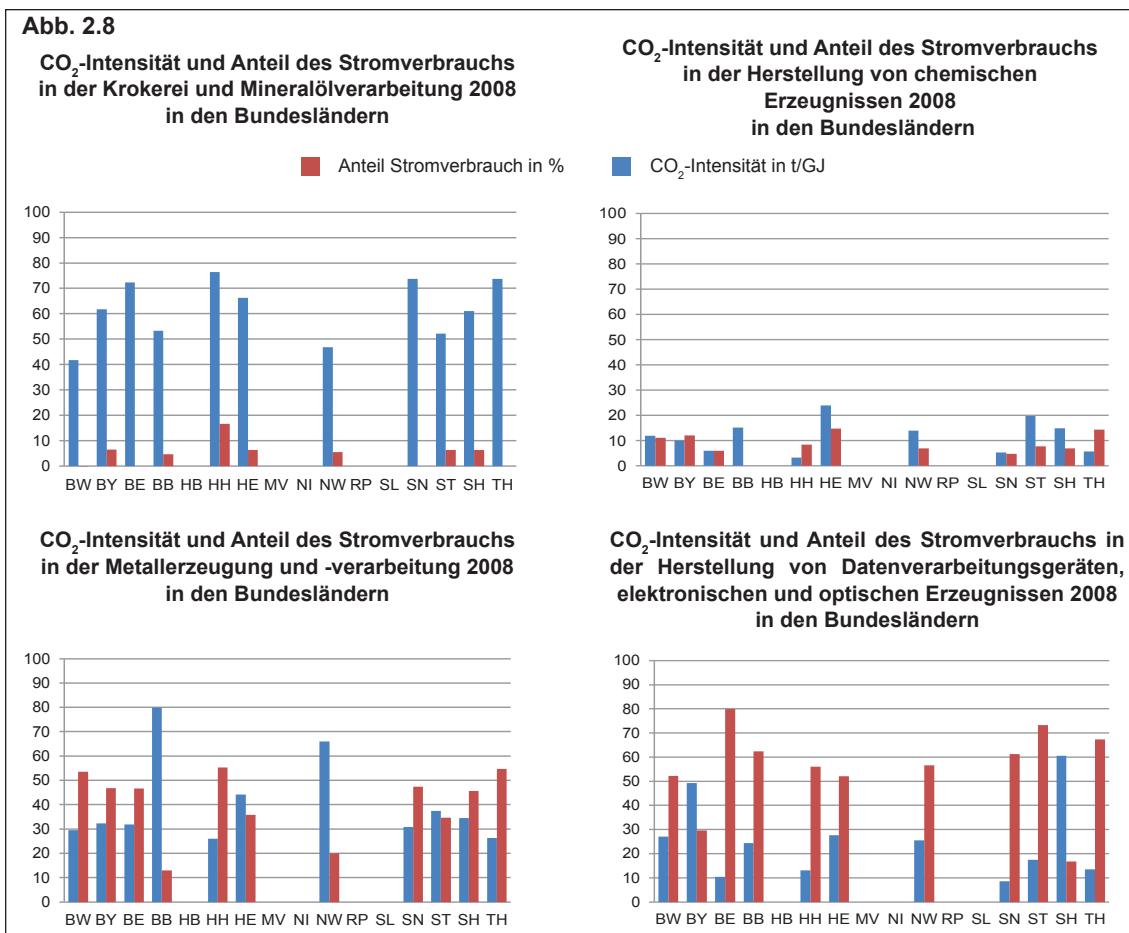 Abb. 2.8
CO₂-Intensität und Anteil des Stromverbrauchs
in der Krokerei und Mineralölverarbeitung 2008
in den Bundesländern
CO₂-Intensität und Anteil des Stromverbrauchs
in der Herstellung von chemischen
Erzeugnissen 2008
in den Bundesländern
Anteil Stromverbrauch in %
CO₂-Intensität in t/GJ
100
90
80
70
60
50
40
30
20
10
0
BW BY BE BB HB HH HE MV NI NW RP SL SN ST SH TH
100
90
80
70
60
50
40
30
20
10
0
BW BY BE BB HB HH HE MV NI NW RP SL SN ST SH TH
CO₂-Intensität und Anteil des Stromverbrauchs
in der Metallerzeugung und -verarbeitung 2008
in den Bundesländern
100
90
80
70
60
50
40
30
20
10
0
BW BY BE BB HB HH HE MV NI NW RP SL SN ST SH TH
CO₂-Intensität und Anteil des Stromverbrauchs in
der Herstellung von Datenverarbeitungsgeräten,
elektronischen und optischen Erzeugnissen 2008
in den Bundesländern
100
90
80
70
60
50
40
30
20
10
0
BW BY BE BB HB HH HE MV NI NW RP SL SN ST SH TH